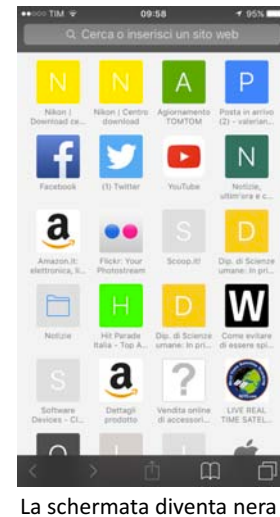 TIM 09:58 95%
Cerca o inserisci un sito web
N N A P
Nikon | Nikon | Centro Agiornamento Posta in arrivo
Download ce... download TOMTOM (2) - valerian...
f N
Facebook (1) Twitter YouTube Notizie,
ultim'ora e c...
a S D
Amazon.it: Flickr: Your Scoop.it! Dip. di Scienze
elettronica, li... Photostream umane: In pri...
H D W
Notizie Hit Parade Dip. di Scienze Come evitare
Italia - Top A... umane: In pri... di essere spi...
S a ?
Software Dettagli Vendita online LIVE REAL
Devices - Cl... prodotto di accessori... TIME SATEL...
La schermata diventa nera